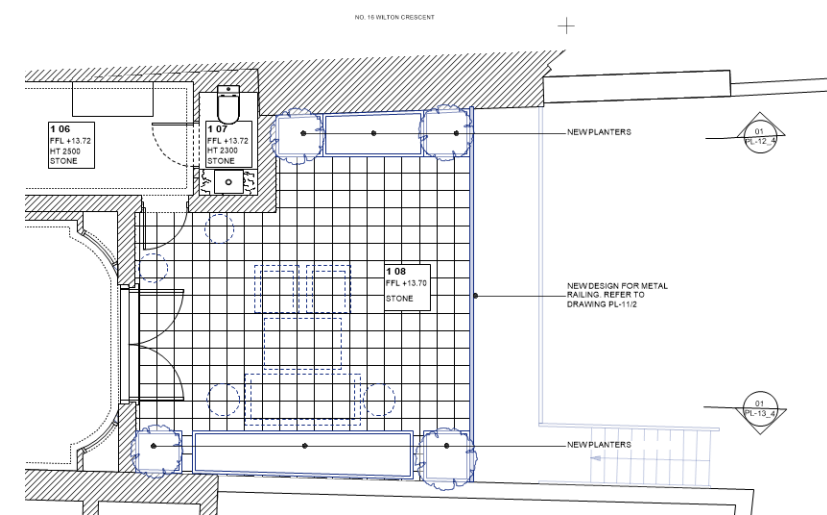 NO. 16 WILTON CRESCENT
1 06
FFL +13.72
HT 2500
STONE
1 07
FFL +13.72
HT 2300
STONE
NEW PLANTERS
01
PL-12_4
1 08
FFL +13.70
STONE
NEW DESIGN FOR METAL
RAILING. REFER TO
DRAWING PL-11/2
01
PL-13_4
NEW PLANTERS